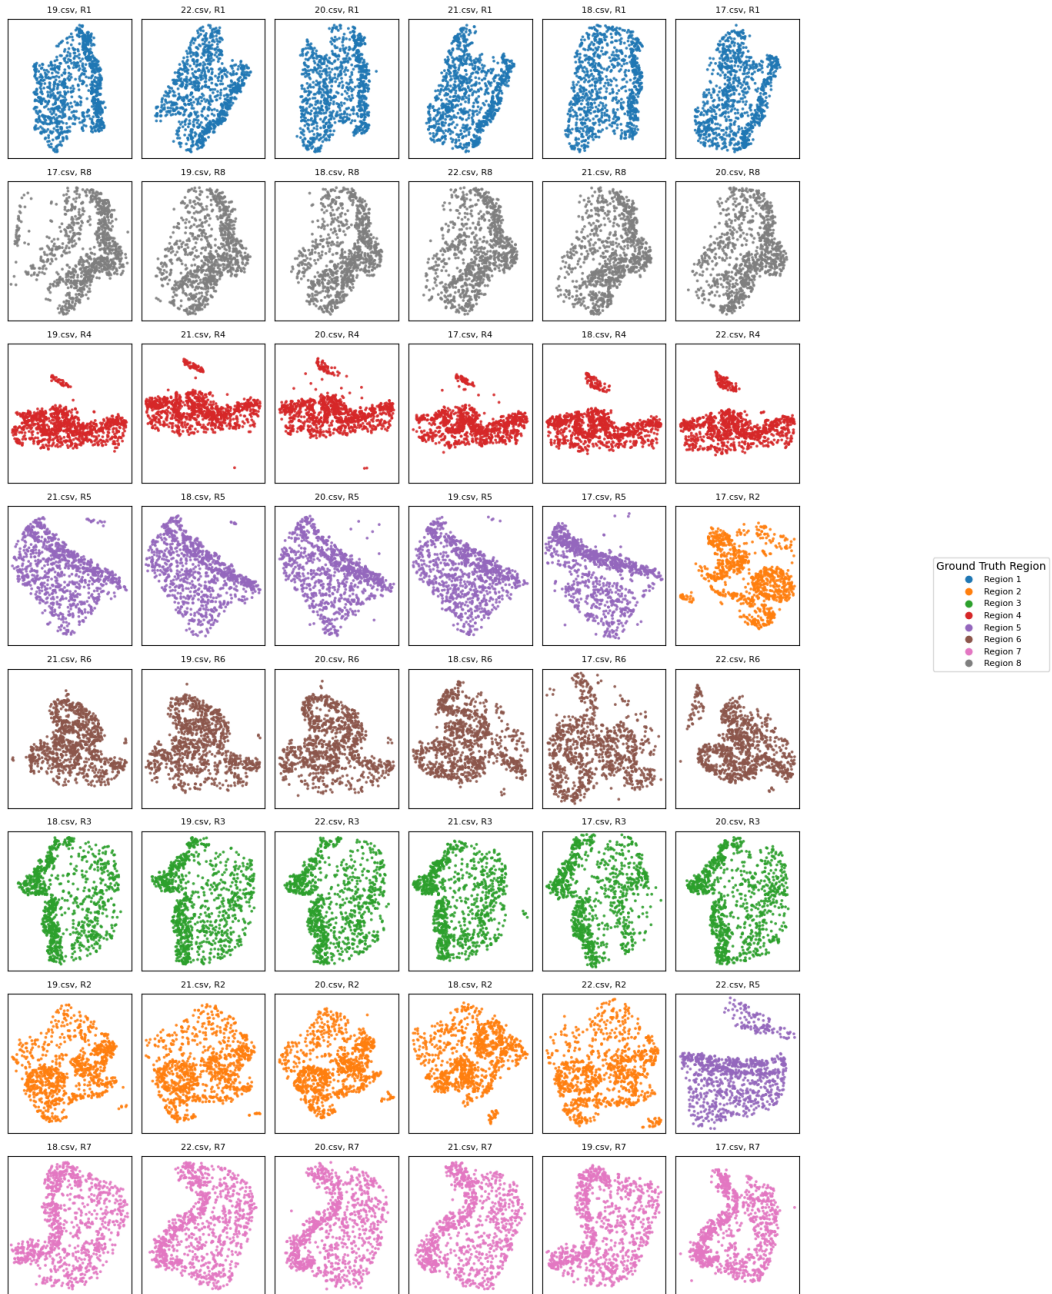 19.csv, R1
22.csv, R1
20.csv, R1
21.csv, R1
18.csv, R1
17.csv, R1
17.csv, R8
19.csv, R8
18.csv, R8
22.csv, R8
21.csv, R8
20.csv, R8
19.csv, R4
21.csv, R4
20.csv, R4
17.csv, R4
18.csv, R4
22.csv, R4
21.csv, R5
18.csv, R5
20.csv, R5
19.csv, R5
17.csv, R5
17.csv, R2
21.csv, R6
19.csv, R6
20.csv, R6
18.csv, R6
17.csv, R6
22.csv, R6
18.csv, R3
19.csv, R3
22.csv, R3
21.csv, R3
17.csv, R3
20.csv, R3
19.csv, R2
21.csv, R2
20.csv, R2
18.csv, R2
22.csv, R2
22.csv, R5
18.csv, R7
22.csv, R7
20.csv, R7
21.csv, R7
19.csv, R7
17.csv, R7
Ground Truth Region
Region 1
Region 2
Region 3
Region 4
Region 5
Region 6
Region 7
Region 8